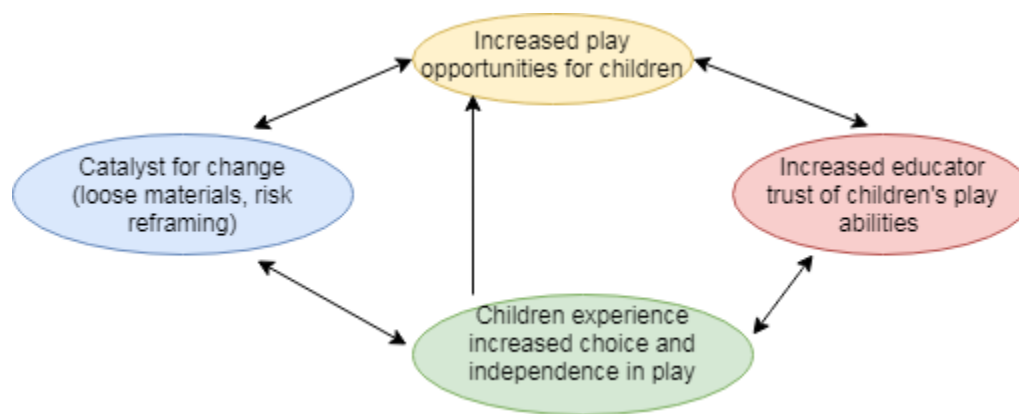 Increased play
opportunities for children
Catalyst for change
(loose materials, risk
reframing)
Increased educator
trust of children's play
abilities
Children experience
increased choice and
independence in play